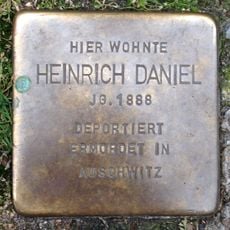 HIER WOHNTE
HEINRICH DANIEL
JG. 1888
DEPORTIERT
ERMORDET IN
AUSCHWITZ